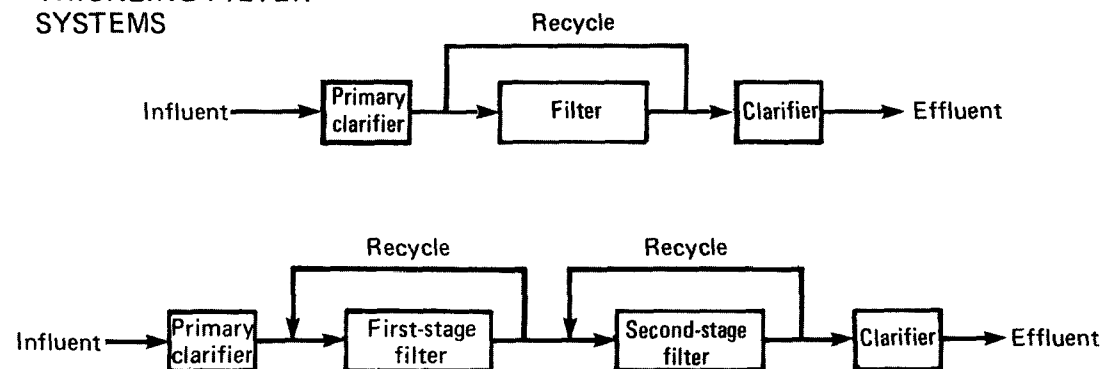 SYSTEMS
Recycle
Influent
Primary
clarifier
Filter
Clarifier
Effluent
Recycle
Recycle
Influent
Primary
clarifier
First-stage
filter
Second-stage
filter
Clarifier
Effluent